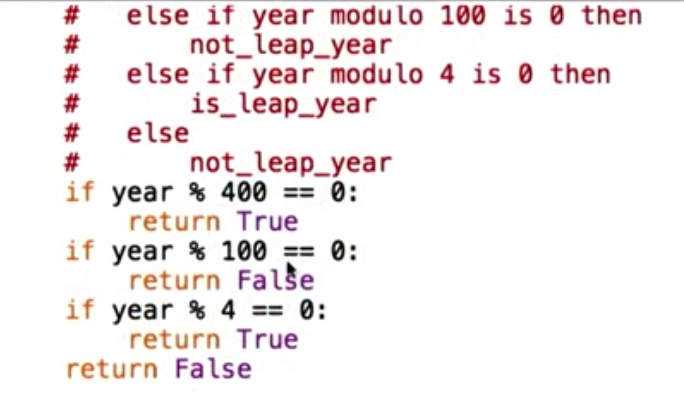 #   else if year modulo 100 is 0 then
#       not_leap_year
#   else if year modulo 4 is 0 then
#       is_leap_year
#   else
#       not_leap_year
if year % 400 == 0:
    return True
if year % 100 == 0:
    return False
if year % 4 == 0:
    return True
return False